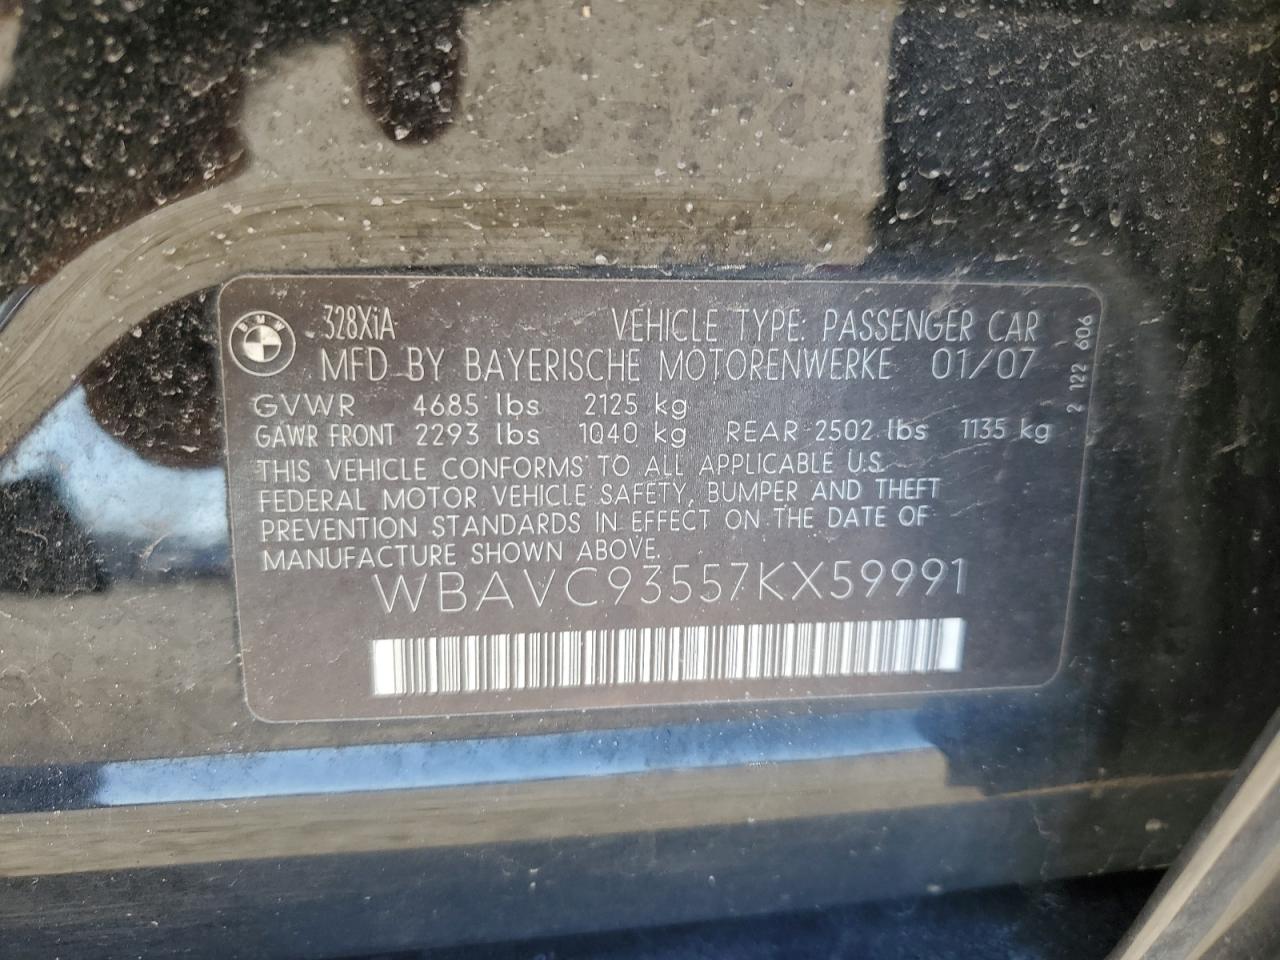 BMW
328XiA VEHICLE TYPE: PASSENGER CAR
MFD BY BAYERISCHE MOTORENWERKE 01/07
GVWR 4685 lbs 2125 kg
GAWR FRONT 2293 lbs 1040 kg REAR 2502 lbs 1135 kg
THIS VEHICLE CONFORMS TO ALL APPLICABLE U.S.
FEDERAL MOTOR VEHICLE SAFETY, BUMPER AND THEFT
PREVENTION STANDARDS IN EFFECT ON THE DATE OF
MANUFACTURE SHOWN ABOVE.
WBAVC93557KX59991
2 122 606